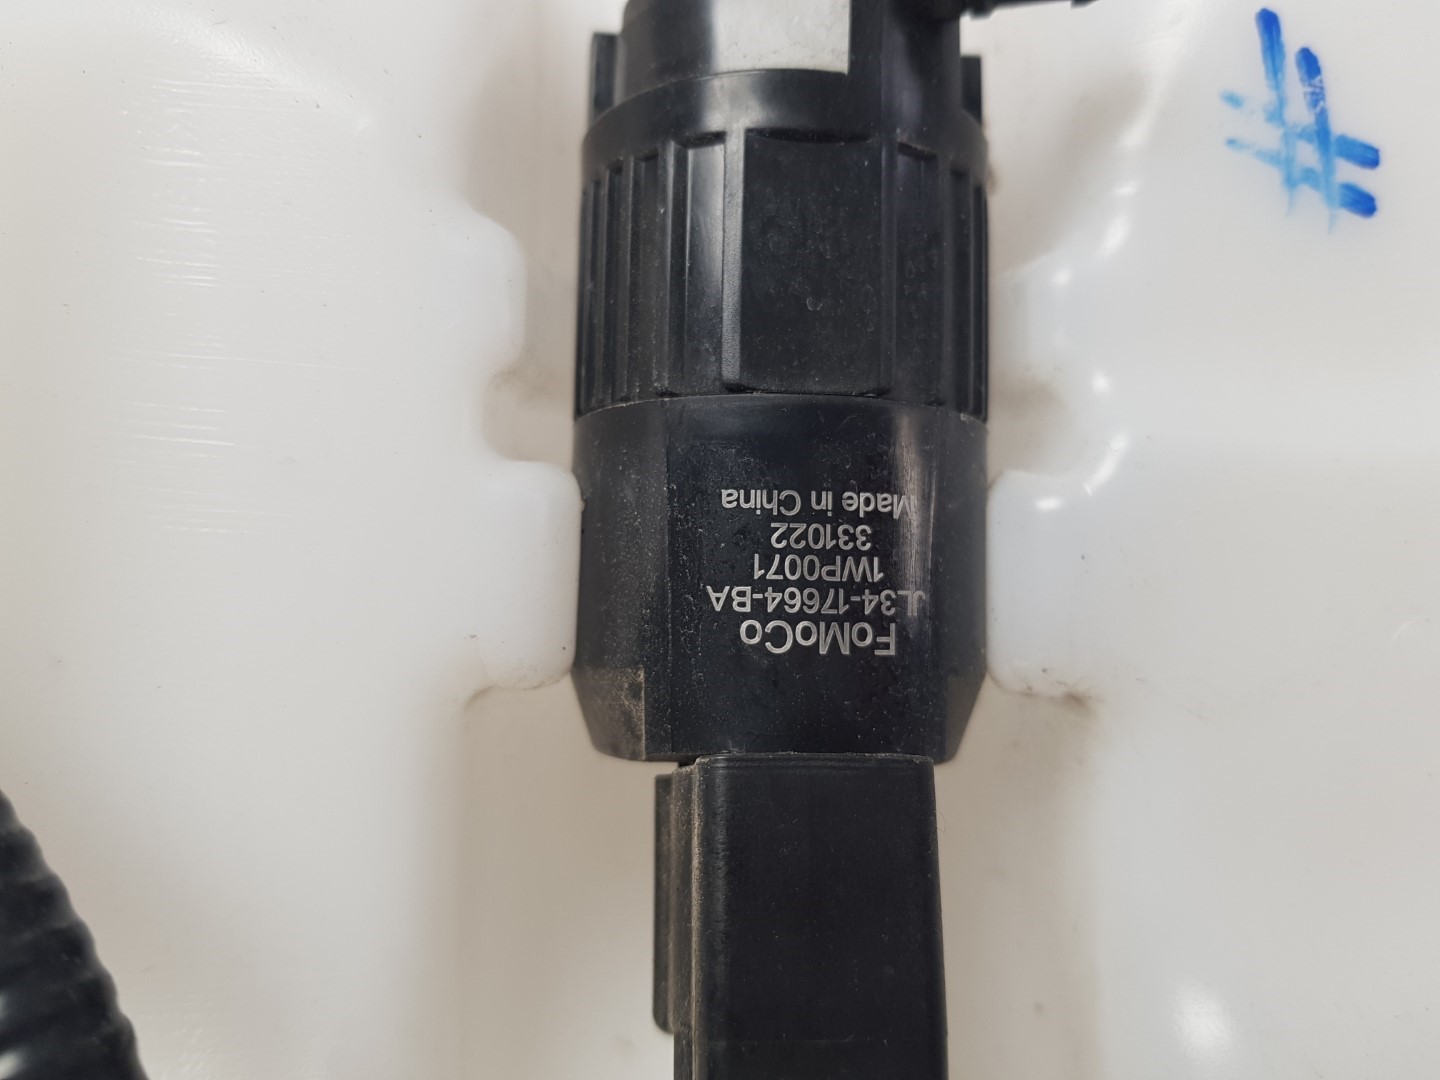 FoMoCo
JL34-17664-BA
1WP0071
331022
Made in China
#